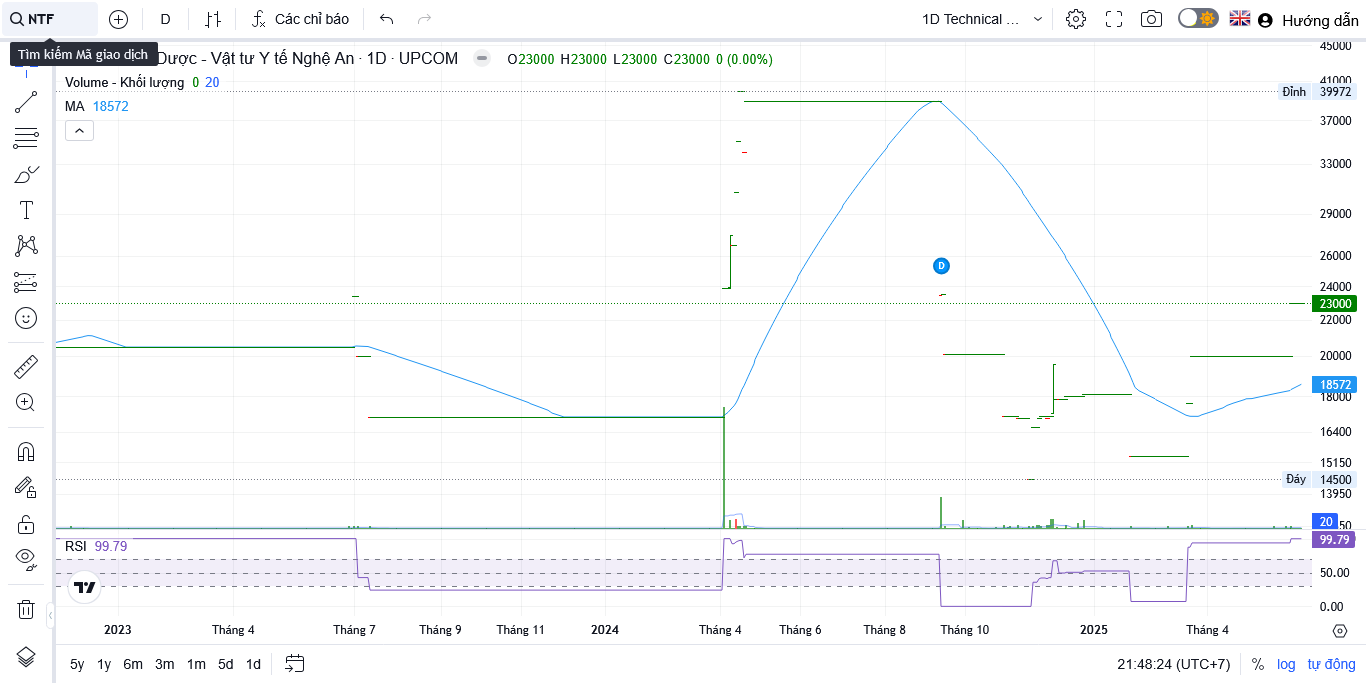 NTF
D
Các chỉ báo
1D Technical ...
Hướng dẫn
Tìm kiếm Mã giao dịch
Dược - Vật tư Y tế Nghệ An · 1D · UPCOM
O23000 H23000 L23000 C23000 0 (0.00%)
Volume - Khối lượng 0 20
MA 18572
45000
41000
Đỉnh 39972
37000
33000
29000
26000
D
24000
23000
22000
20000
18572
18000
16400
15150
Đáy 14500
13950
20
50
RSI 99.79
99.79
50.00
0.00
2023 Tháng 4 Tháng 7 Tháng 9 Tháng 11 2024 Tháng 4 Tháng 6 Tháng 8 Tháng 10 2025 Tháng 4
5y 1y 6m 3m 1m 5d 1d
21:48:24 (UTC+7) % log tự động